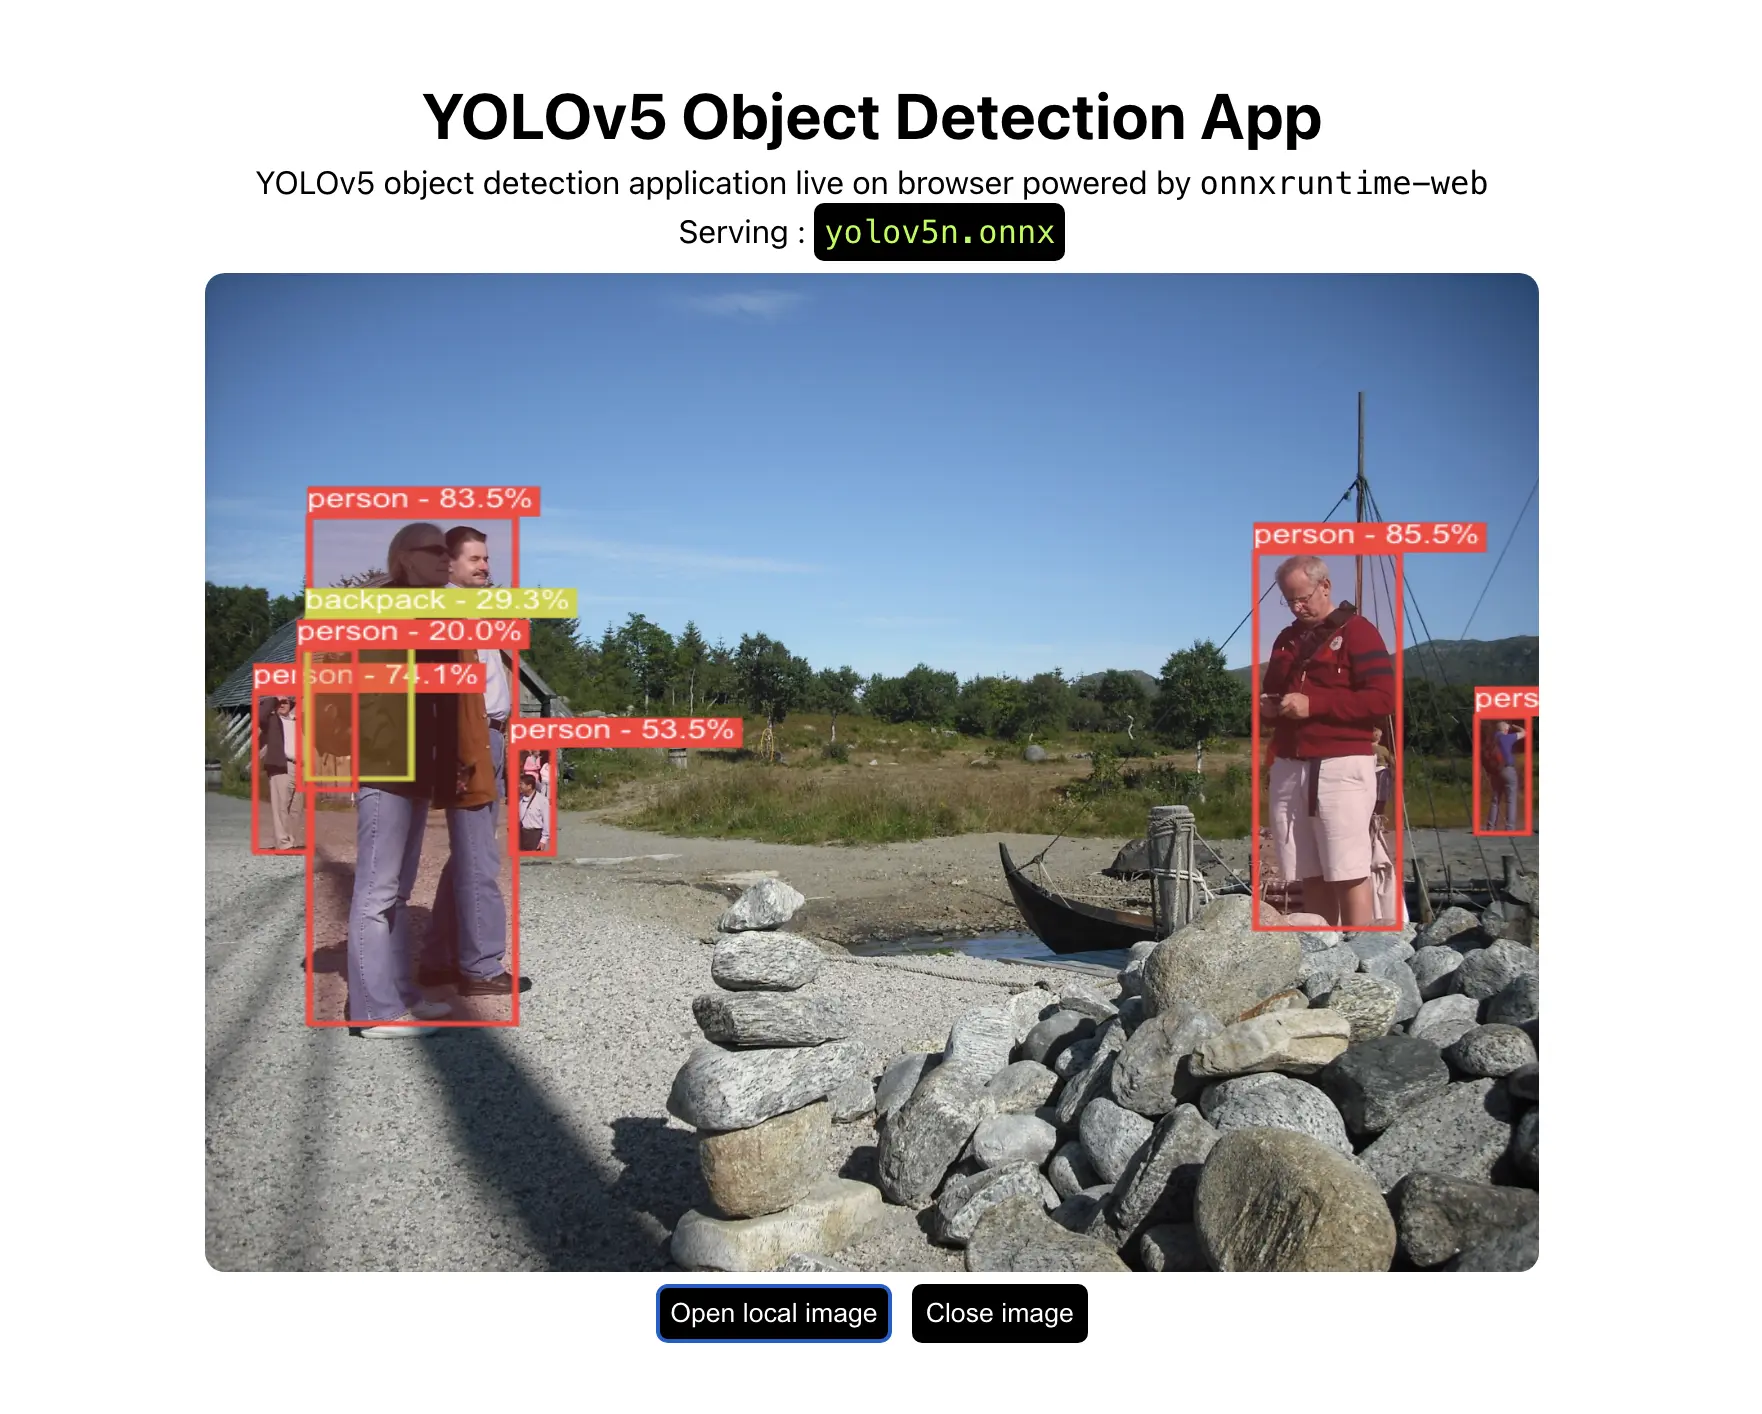 YOLOv5 Object Detection App
YOLOv5 object detection application live on browser powered by onnxruntime-web
Serving : yolov5n.onnx
person - 83.5%
person - 85.5%
backpack - 29.3%
person - 20.0%
person - 74.1%
pers
person - 53.5%
Open local image
Close image